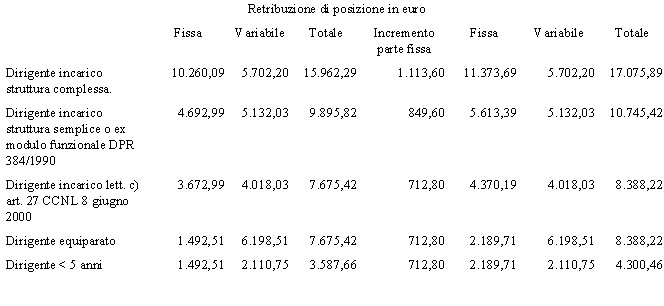 Retribuzione di posizione in euro
Fissa Variabile Totale Incremento parte fissa Fissa Variabile Totale
Dirigente incarico struttura complessa. 10.260,09 5.702,20 15.962,29 1.113,60 11.373,69 5.702,20 17.075,89
Dirigente incarico struttura semplice o ex modulo funzionale DPR 384/1990 4.692,99 5.132,03 9.895,82 849,60 5.613,39 5.132,03 10.745,42
Dirigente incarico lett. c) art. 27 CCNL 8 giugno 2000 3.672,99 4.018,03 7.675,42 712,80 4.370,19 4.018,03 8.388,22
Dirigente equiparato 1.492,51 6.198,51 7.675,42 712,80 2.189,71 6.198,51 8.388,22
Dirigente < 5 anni 1.492,51 2.110,75 3.587,66 712,80 2.189,71 2.110,75 4.300,46